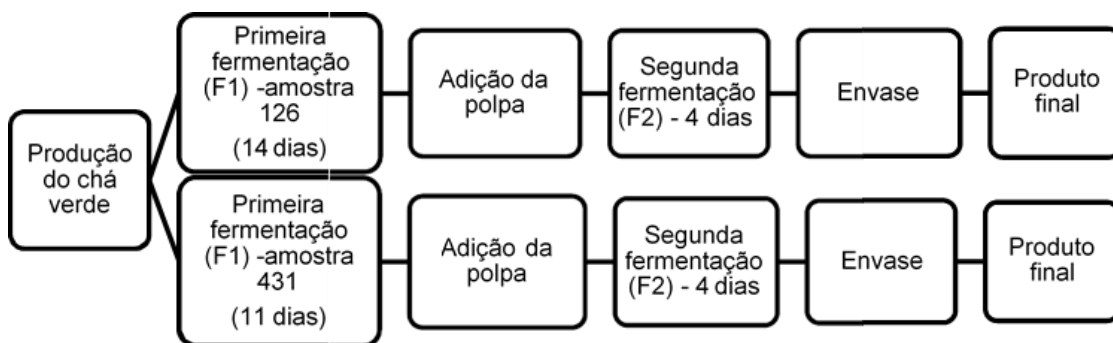 Produção
do chá
verde
Primeira
fermentação
(F1) -amostra
126
(14 dias)
Adição da
polpa
Segunda
fermentação
(F2) - 4 dias
Envase
Produto
final
Primeira
fermentação
(F1) -amostra
431
(11 dias)
Adição da
polpa
Segunda
fermentação
(F2) - 4 dias
Envase
Produto
final